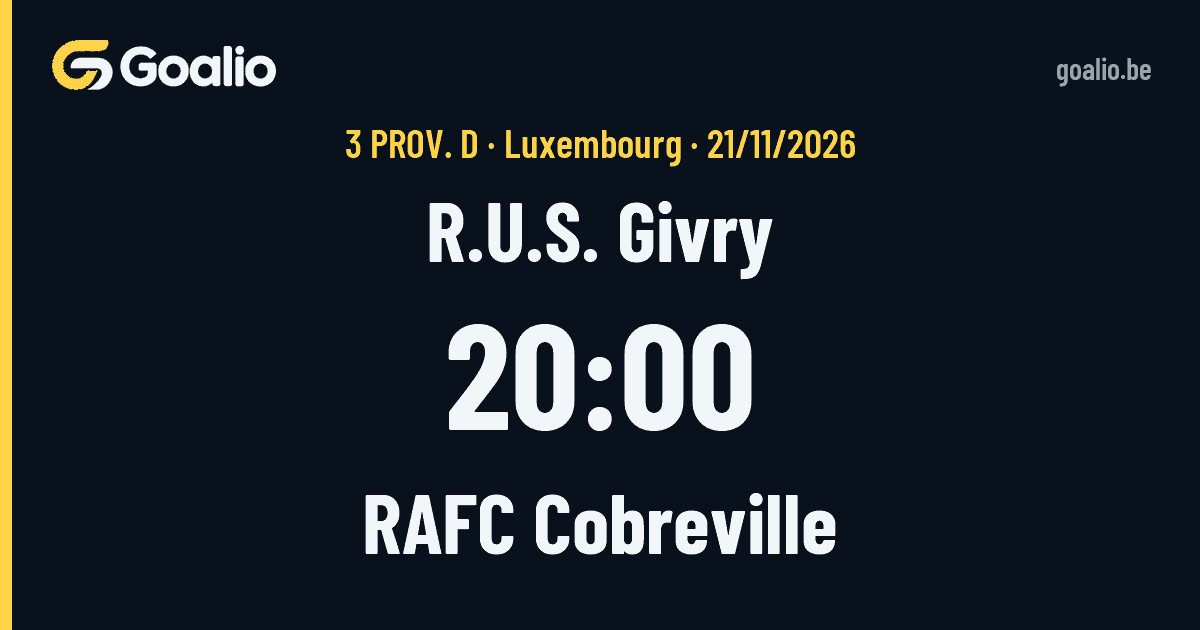 Goalio
goalio.be
3 PROV. D · Luxembourg · 21/11/2026
R.U.S. Givry
20:00
RAFC Cobreville